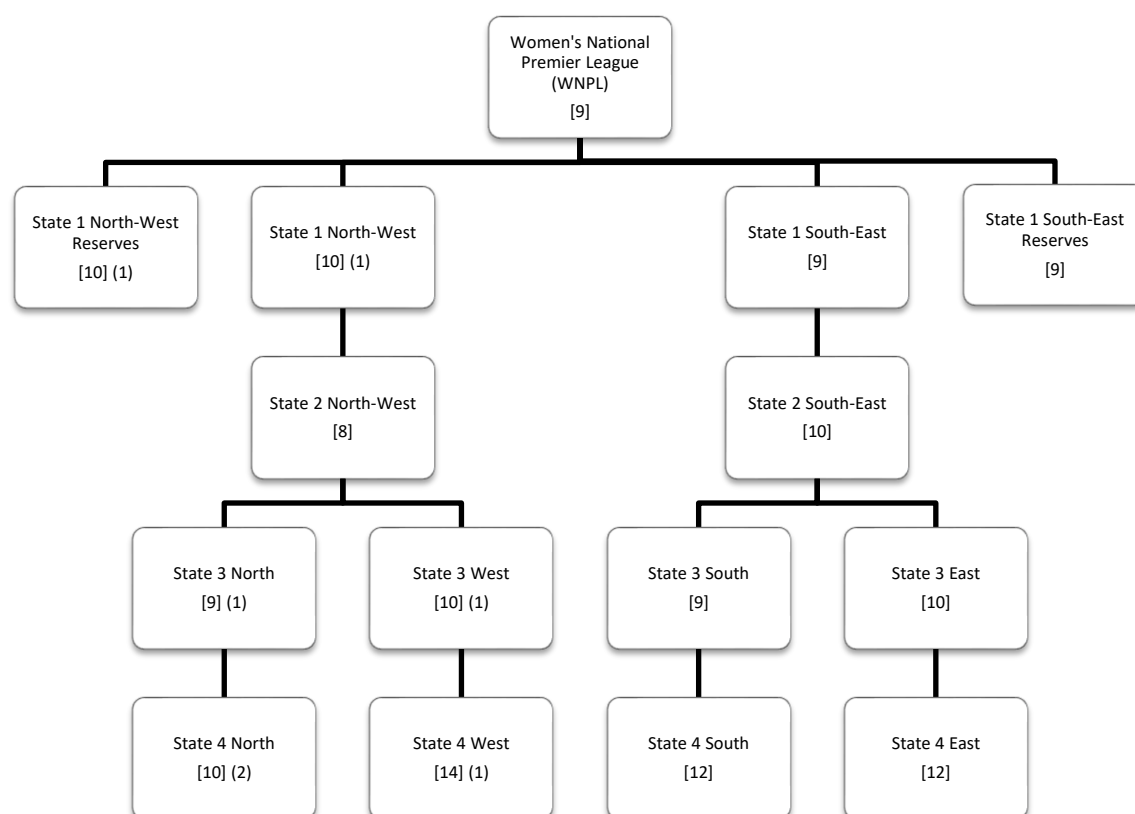 Women's National
Premier League
(WNPL)
[9]
State 1 North-West
Reserves
[10] (1)
State 1 North-West
[10] (1)
State 1 South-East
[9]
State 1 South-East
Reserves
[9]
State 2 North-West
[8]
State 2 South-East
[10]
State 3 North
[9] (1)
State 3 West
[10] (1)
State 3 South
[9]
State 3 East
[10]
State 4 North
[10] (2)
State 4 West
[14] (1)
State 4 South
[12]
State 4 East
[12]